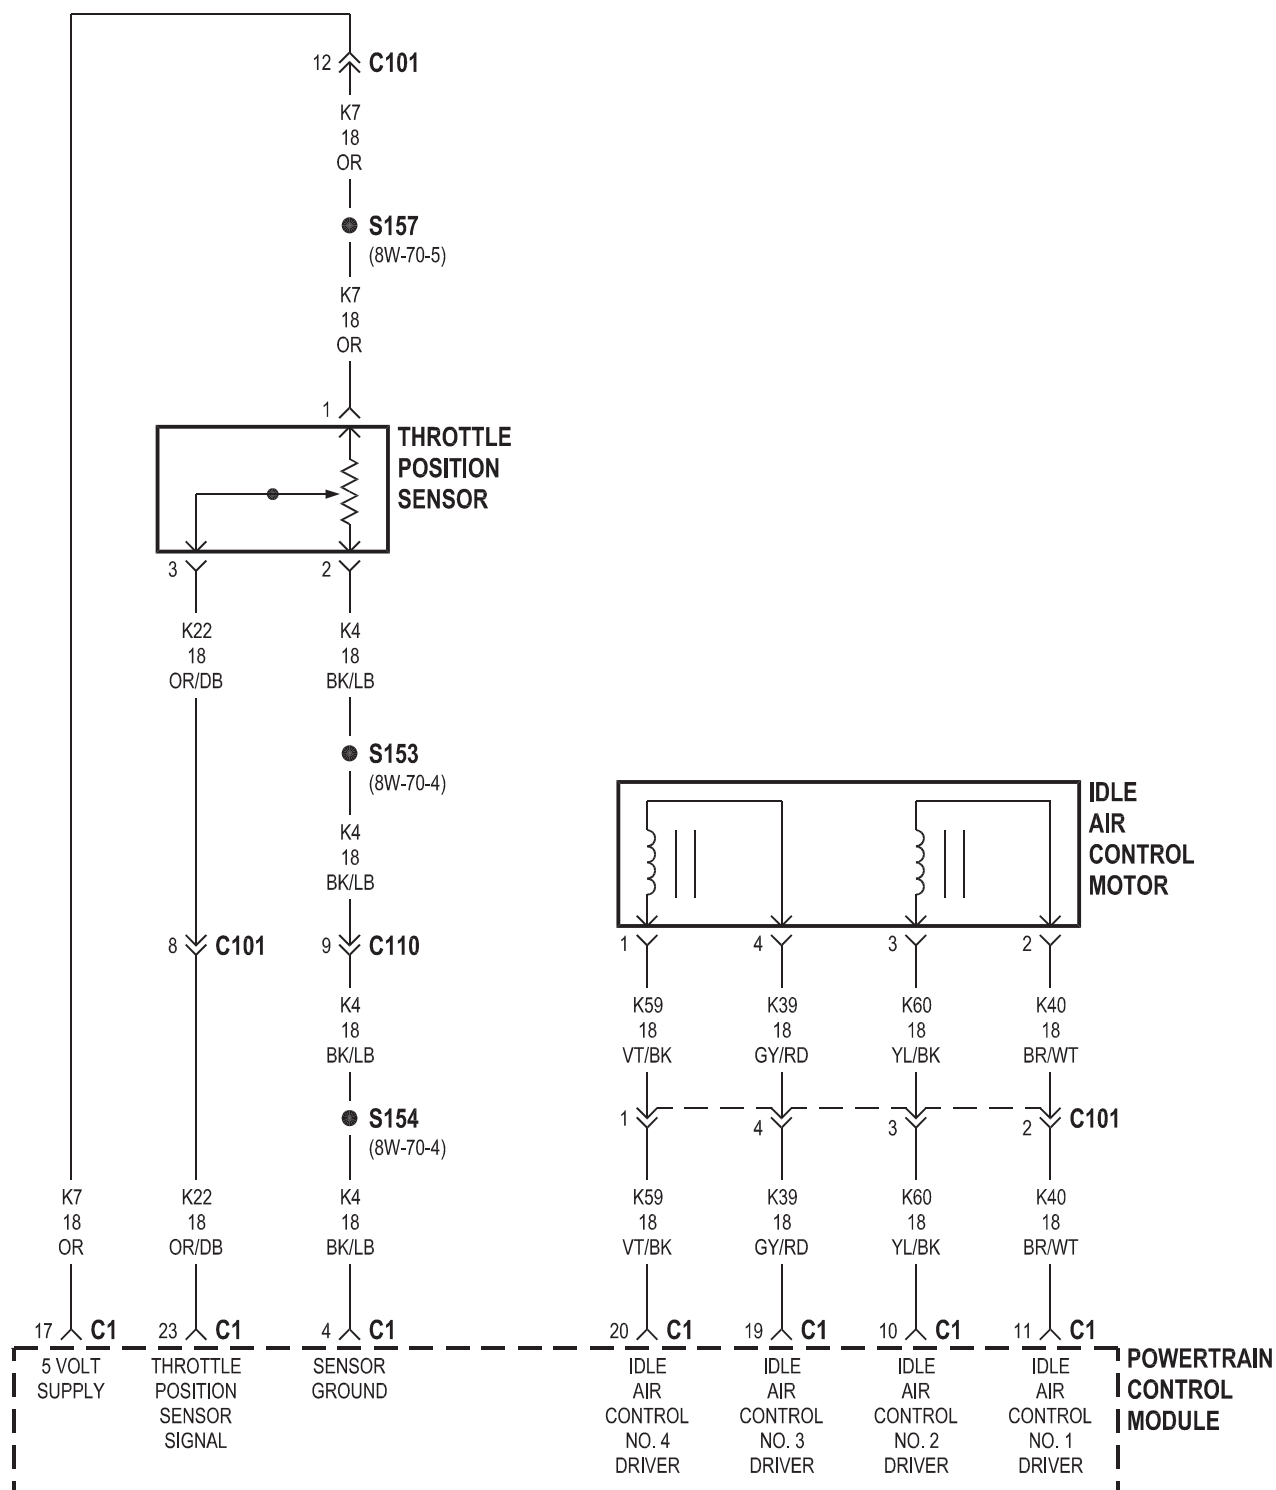 12 C101
K7
18
OR
S157
(8W-70-5)
K7
18
OR
1
THROTTLE
POSITION
SENSOR
3 2
K22 K4
18 18
OR/DB BK/LB
S153
(8W-70-4)
K4
18
BK/LB
IDLE
AIR
CONTROL
MOTOR
8 C101 9 C110 1 4 3 2
K4 K59 K39 K60 K40
18 18 18 18 18
BK/LB VT/BK GY/RD YL/BK BR/WT
S154 1 4 3 2 C101
(8W-70-4)
K7 K22 K4 K59 K39 K60 K40
18 18 18 18 18 18 18
OR OR/DB BK/LB VT/BK GY/RD YL/BK BR/WT
17 C1 23 C1 4 C1 20 C1 19 C1 10 C1 11 C1
5 VOLT THROTTLE SENSOR IDLE IDLE IDLE IDLE
SUPPLY POSITION GROUND AIR AIR AIR AIR
SENSOR CONTROL CONTROL CONTROL CONTROL
SIGNAL NO. 4 NO. 3 NO. 2 NO. 1
DRIVER DRIVER DRIVER DRIVER
POWERTRAIN
CONTROL
MODULE